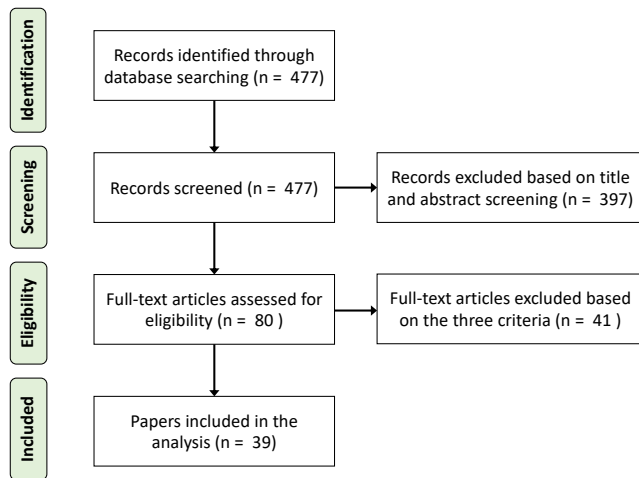 Identification
Records identified through
database searching (n =  477)
Screening
Records screened (n =  477)
Records excluded based on title
and abstract screening (n =  397)
Eligibility
Full-text articles assessed for
eligibility (n =  80 )
Full-text articles excluded based
on the three criteria (n =  41 )
Included
Papers included in the
analysis (n =  39)